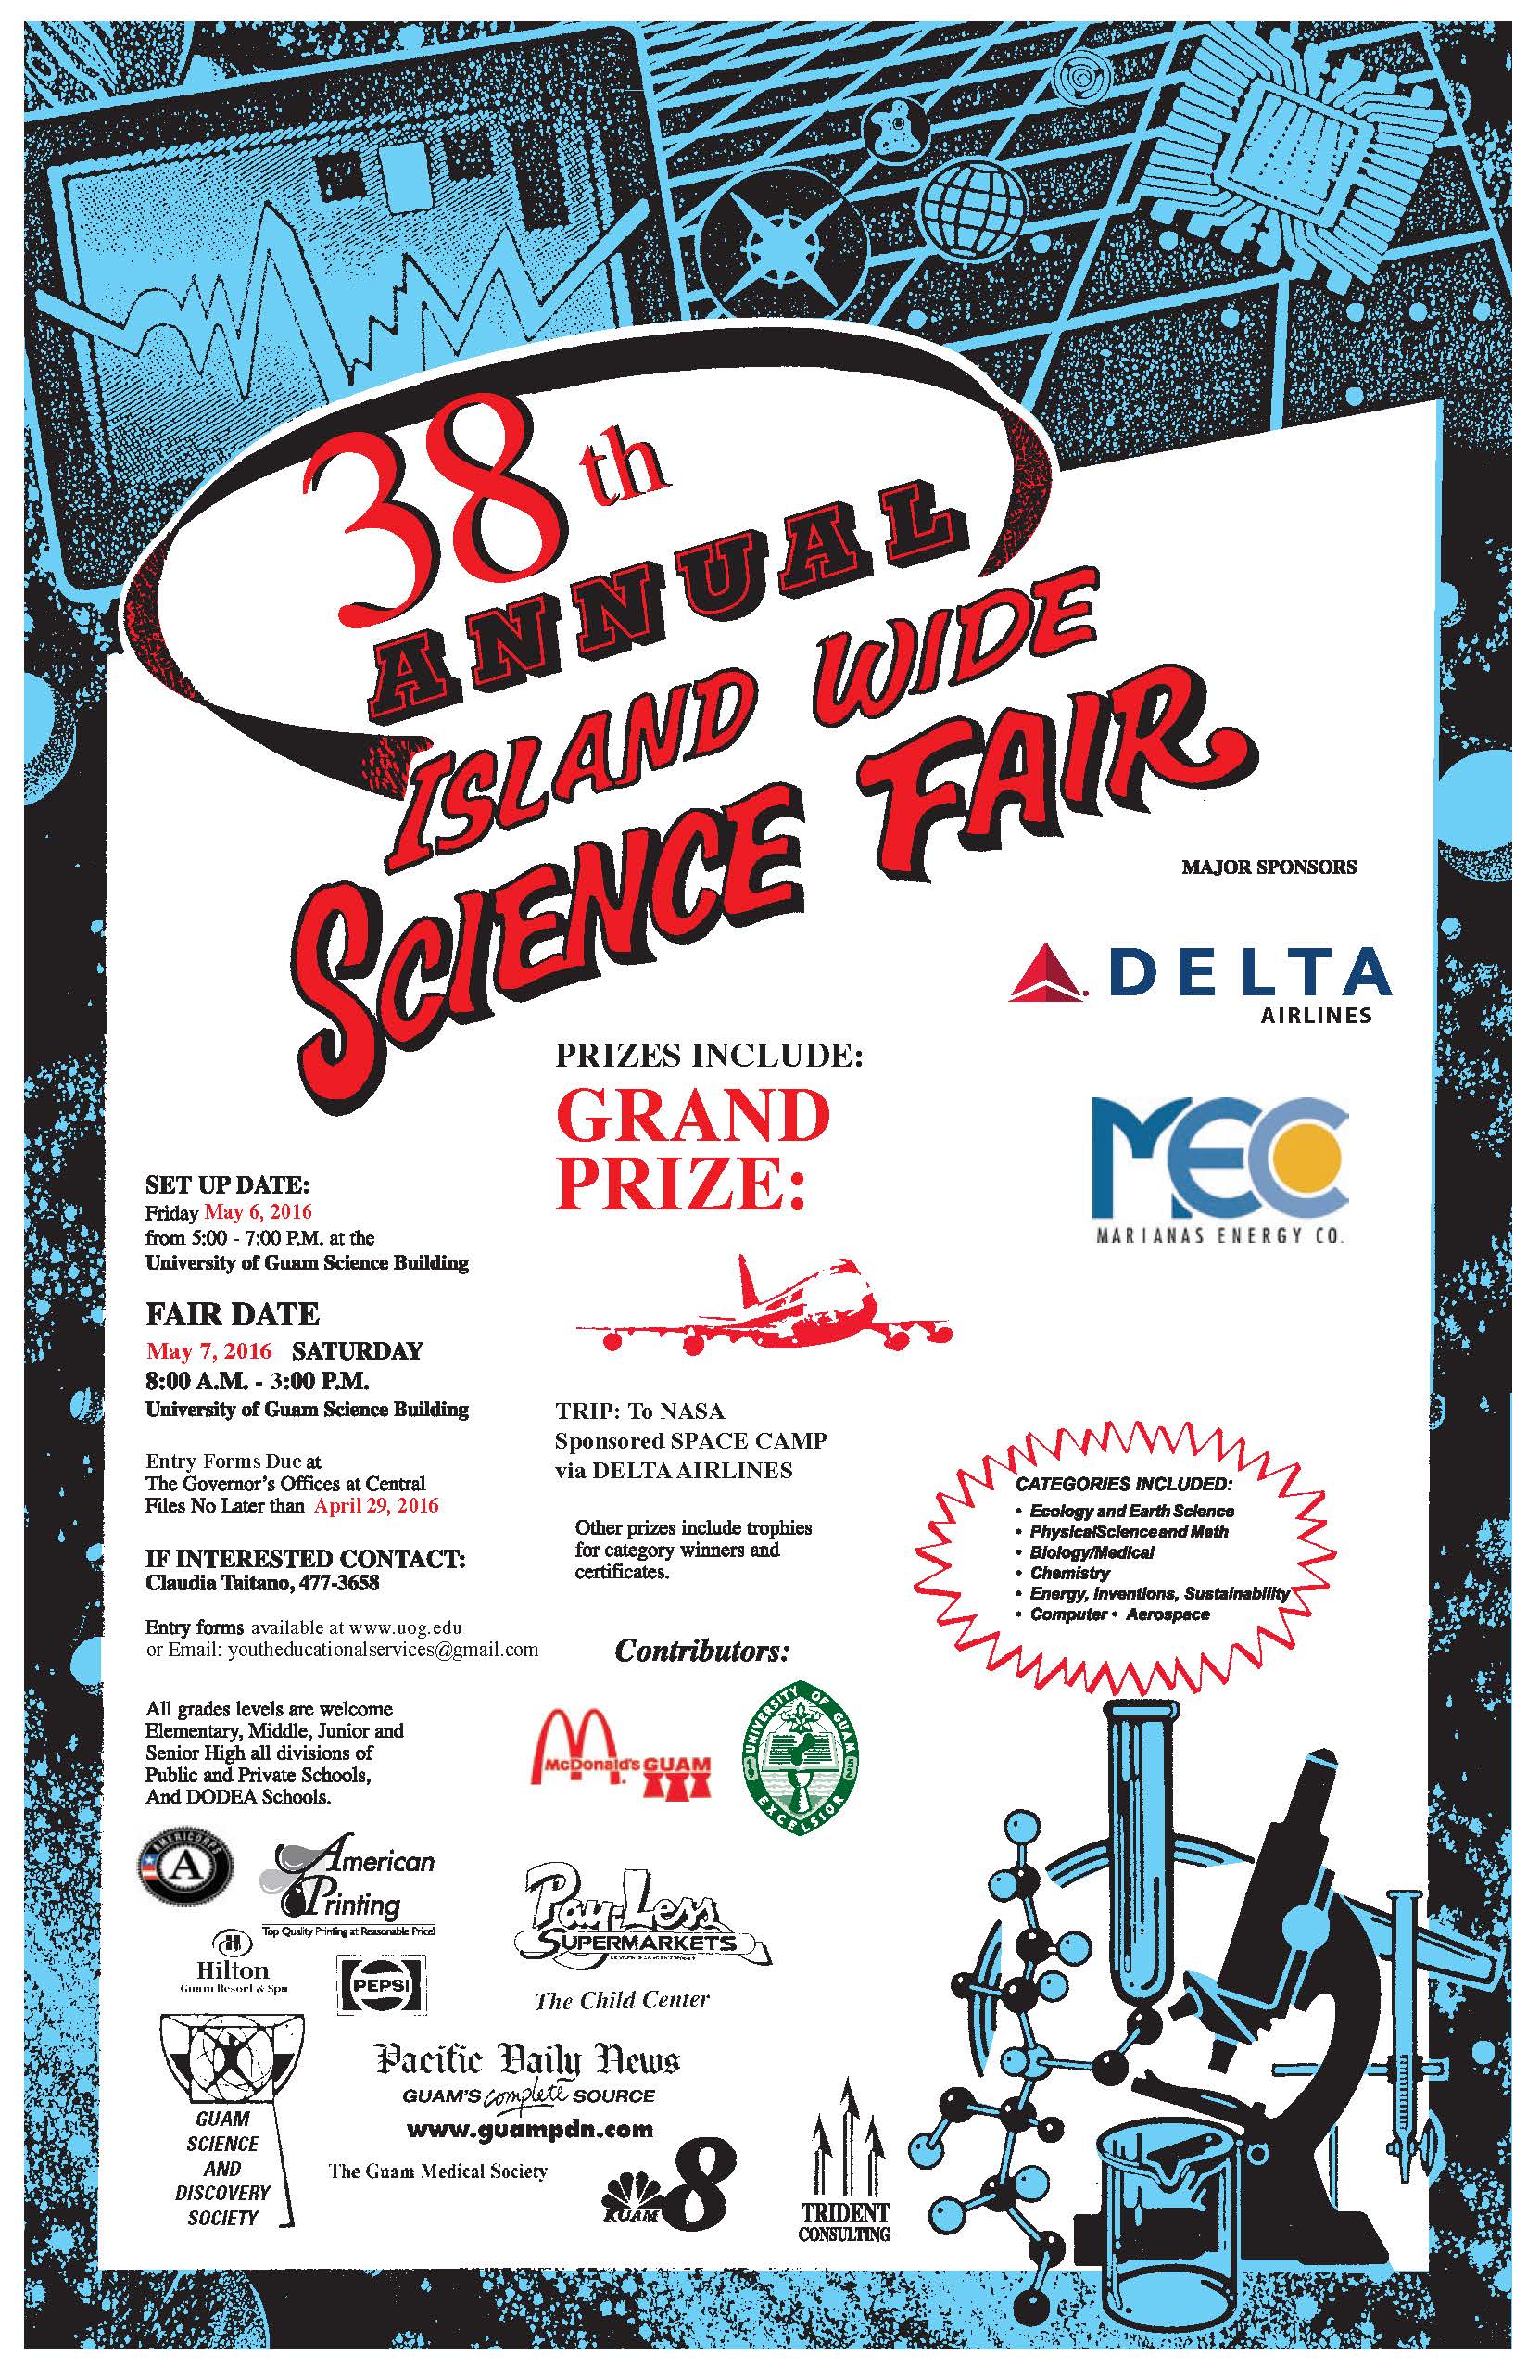 38th
ANNUAL
ISLAND WIDE
SCIENCE FAIR
MAJOR SPONSORS
DELTA
AIRLINES
MEC
MARIANAS ENERGY CO.
PRIZES INCLUDE:
GRAND
PRIZE:
TRIP: To NASA
Sponsored SPACE CAMP
via DELTA AIRLINES
Other prizes include trophies
for category winners and
certificates.
SET UP DATE:
Friday May 6, 2016
from 5:00 - 7:00 P.M. at the
University of Guam Science Building
FAIR DATE
May 7, 2016 SATURDAY
8:00 A.M. - 3:00 P.M.
University of Guam Science Building
Entry Forms Due at
The Governor's Offices at Central
Files No Later than April 29, 2016
IF INTERESTED CONTACT:
Claudia Taitano, 477-3658
Entry forms available at www.uog.edu
or Email: youtheducationalservices@gmail.com
All grades levels are welcome
Elementary, Middle, Junior and
Senior High all divisions of
Public and Private Schools,
And DODEA Schools.
CATEGORIES INCLUDED:
• Ecology and Earth Science
• PhysicalScienceand Math
• Biology/Medical
• Chemistry
• Energy, Inventions, Sustainability
• Computer • Aerospace
Contributors:
McDonald's GUAM
UNIVERSITY OF GUAM
19 52
EXCELSIOR
AMERICORPS
A
American
Printing
Top Quality Printing at Reasonable Price!
H
Hilton
Guam Resort & Spa
PEPSI
Pay-Less
SUPERMARKETS
The Child Center
Pacific Daily News
GUAM'S complete SOURCE
www.guampdn.com
GUAM
SCIENCE
AND
DISCOVERY
SOCIETY
The Guam Medical Society
KUAM 8
TRIDENT
CONSULTING